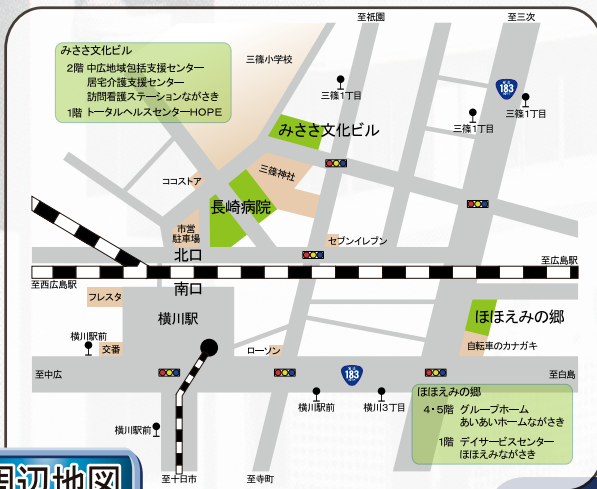 至祇園
至三次
みささ文化ビル
2階 中広地域包括支援センター
居宅介護支援センター
訪問看護ステーションながさき
1階 トータルヘルスセンターHOPE
三篠小学校
三篠1丁目
183
三篠1丁目
三篠1丁目
みささ文化ビル
ココストア
三篠神社
長崎病院
市営
駐車場
北口
セブンイレブン
至広島駅
至西広島駅
南口
フレスタ
横川駅
ほほえみの郷
横川駅前
交番
ローソン
自転車のカナガキ
至中広
183
至白島
横川駅前
横川3丁目
ほほえみの郷
4・5階 グループホーム
あいあいホームながさき
1階 デイサービスセンター
ほほえみながさき
横川駅前
周辺地図
至十日市
至寺町